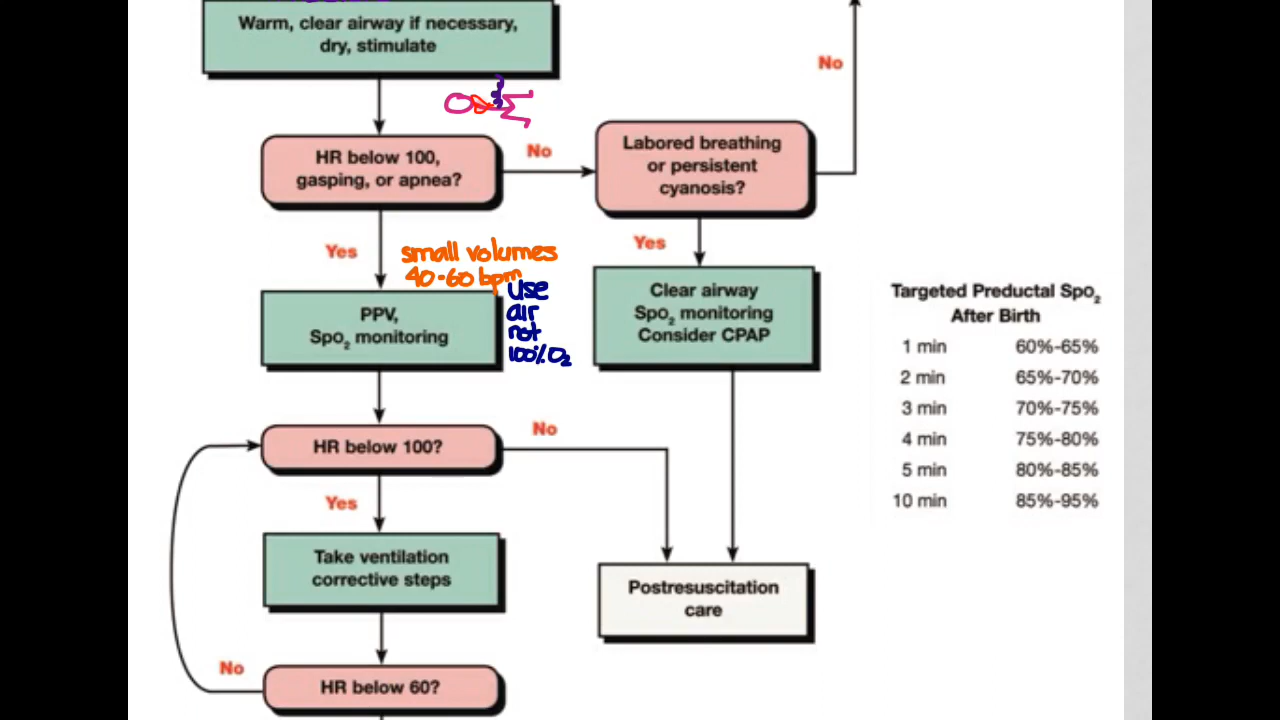 Warm, clear airway if necessary,
dry, stimulate
No
HR below 100,
gasping, or apnea?
No
Labored breathing
or persistent
cyanosis?
Yes
small volumes
40-60 bpm
use
air
not
100% O₂
Yes
PPV,
Spo₂ monitoring
Clear airway
Spo₂ monitoring
Consider CPAP
Targeted Preductal Spo₂
After Birth
1 min 60%-65%
2 min 65%-70%
3 min 70%-75%
4 min 75%-80%
5 min 80%-85%
10 min 85%-95%
HR below 100?
No
Yes
Take ventilation
corrective steps
Postresuscitation
care
No
HR below 60?